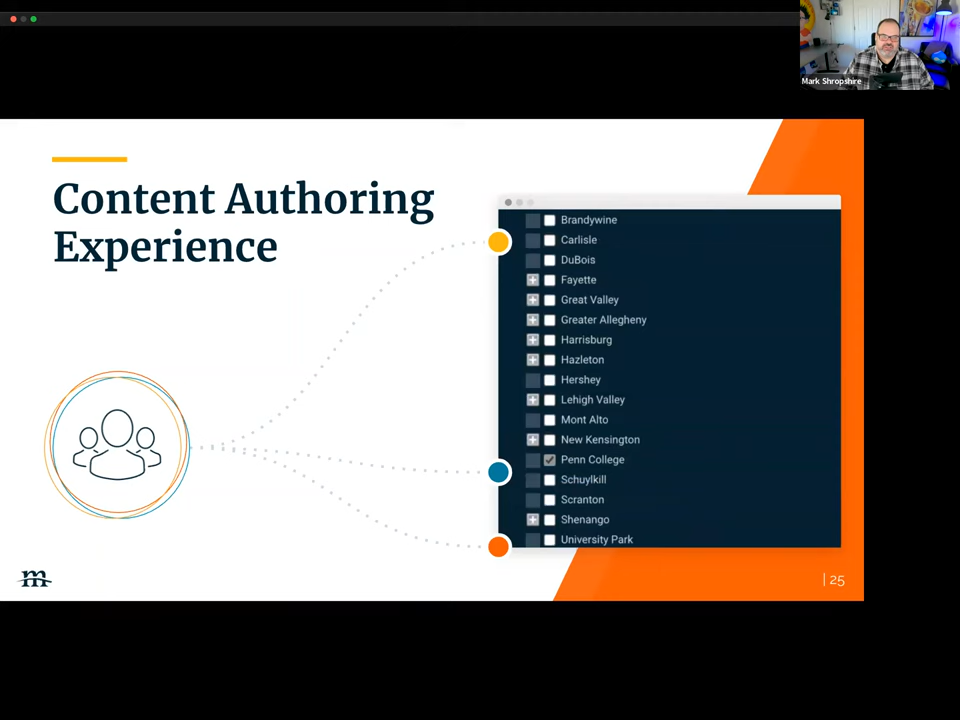 Mark Shropshire
Content Authoring
Experience
Brandywine
Carlisle
DuBois
Fayette
Great Valley
Greater Allegheny
Harrisburg
Hazleton
Hershey
Lehigh Valley
Mont Alto
New Kensington
Penn College
Schuylkill
Scranton
Shenango
University Park
m
| 25